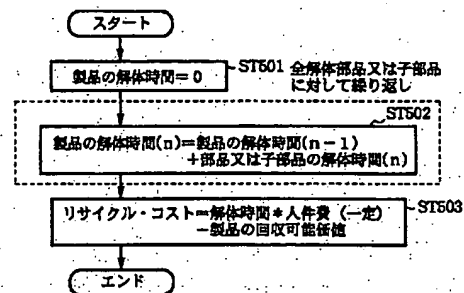 スタート
製品の解体時間=0
ST501
全解体部品又は子部品
に対して繰り返し
ST502
製品の解体時間(n)=製品の解体時間(n-1)
+部品又は子部品の解体時間(n)
リサイクル・コスト=解体時間*人件費(一定)
-製品の回収可能価値
ST503
エンド